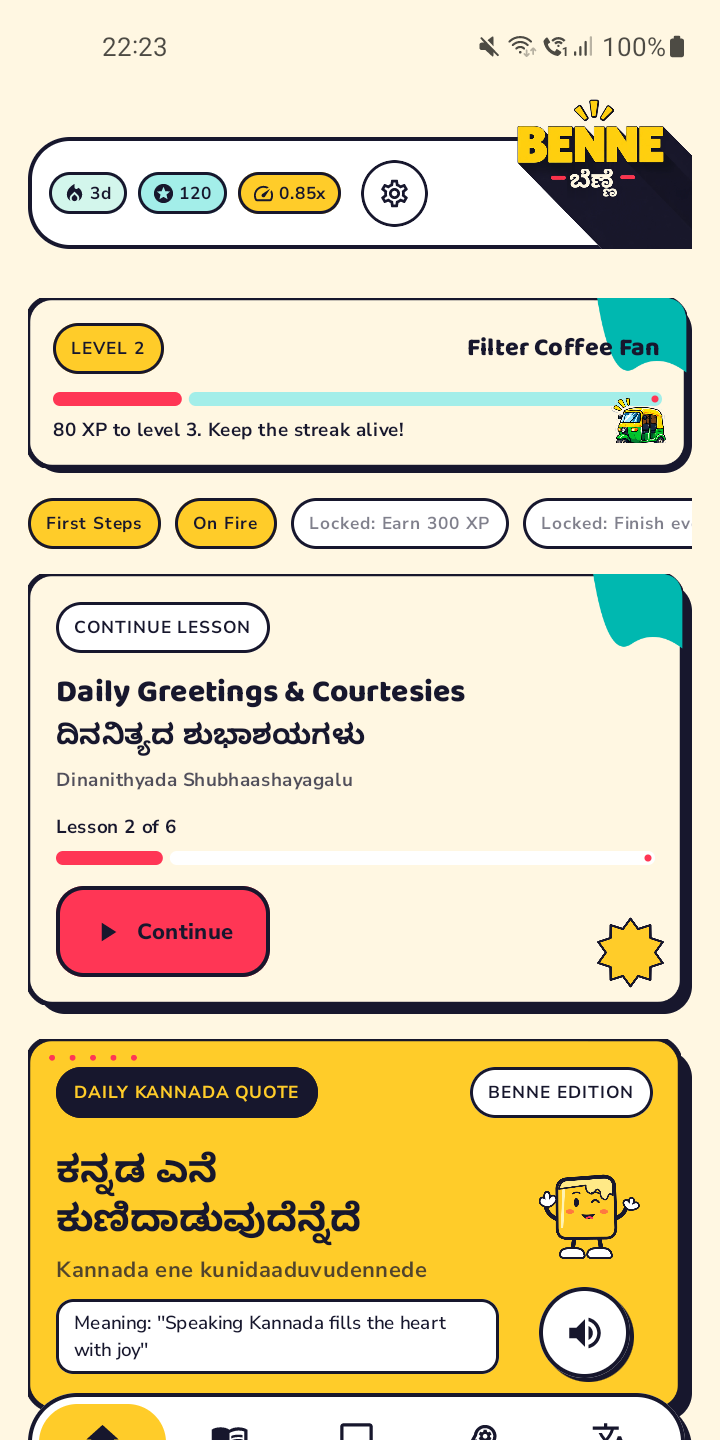 22:23
100%
BENNE
ಬೆಣ್ಣೆ
3d
120
0.85x
LEVEL 2
Filter Coffee Fan
80 XP to level 3. Keep the streak alive!
First Steps
On Fire
Locked: Earn 300 XP
Locked: Finish ev
CONTINUE LESSON
Daily Greetings & Courtesies
ದಿನನಿತ್ಯದ ಶುಭಾಶಯಗಳು
Dinanithyada Shubhaashayagalu
Lesson 2 of 6
Continue
DAILY KANNADA QUOTE
BENNE EDITION
ಕನ್ನಡ ಎನೆ
ಕುಣಿದಾಡುವುದೆನ್ನೆದೆ
Kannada ene kunidaaduvudennede
Meaning: "Speaking Kannada fills the heart
with joy"